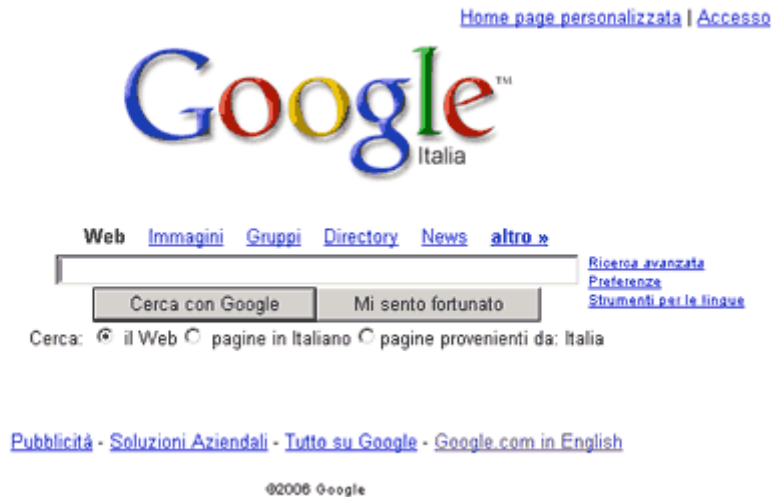 Home page personalizzata | Accesso
Google™
Italia
Web Immagini Gruppi Directory News altro »
Ricerca avanzata
Preferenze
Strumenti per le lingue
Cerca con Google Mi sento fortunato
Cerca: il Web pagine in Italiano pagine provenienti da: Italia
Pubblicità - Soluzioni Aziendali - Tutto su Google - Google.com in English
©2006 Google